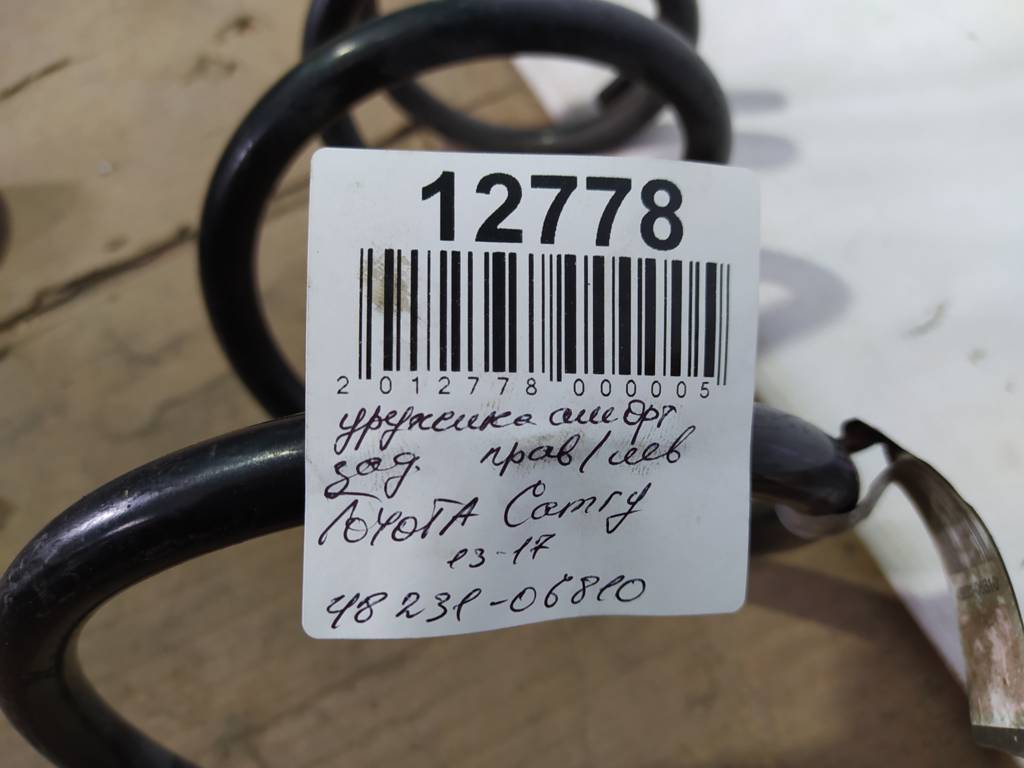 12778
2 012778 000005
пружина аморт
зад. прав/лев
TOYOTA Camry
13-17
48231-06810